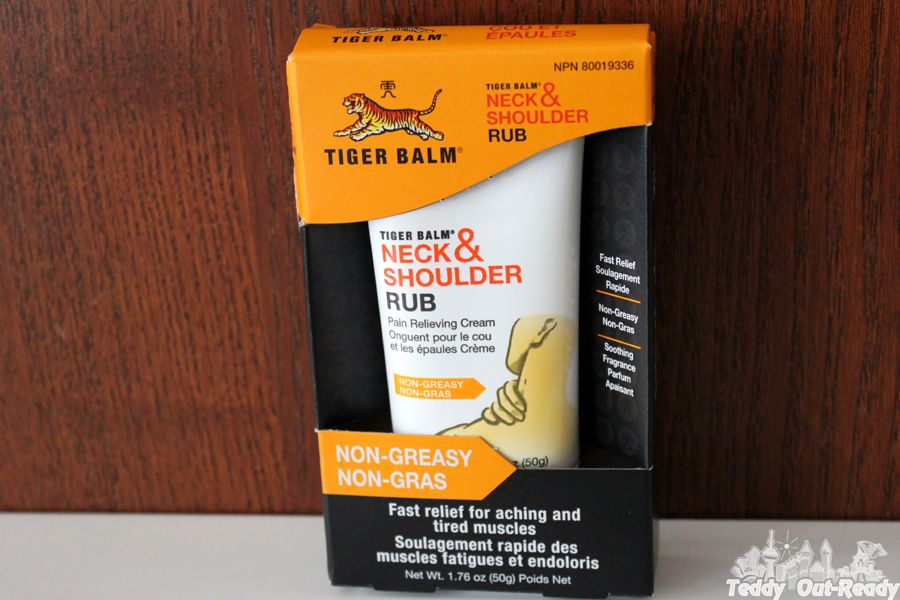 TIGER BALM®
COU ET
ÉPAULES
NPN 80019336
TIGER BALM®
TIGER BALM®
NECK &
SHOULDER
RUB
TIGER BALM®
NECK &
SHOULDER
RUB
Pain Relieving Cream
Onguent pour le cou
et les épaules Crème
NON-GREASY
NON-GRAS
oz (50g)
Fast Relief
Soulagement
Rapide
Non-Greasy
Non-Gras
Soothing
Fragrance
Parfum
Apaisant
NON-GREASY
NON-GRAS
Fast relief for aching and
tired muscles
Soulagement rapide des
muscles fatigues et endoloris
Net Wt. 1.76 oz (50g) Poids Net
Teddy Out-Ready